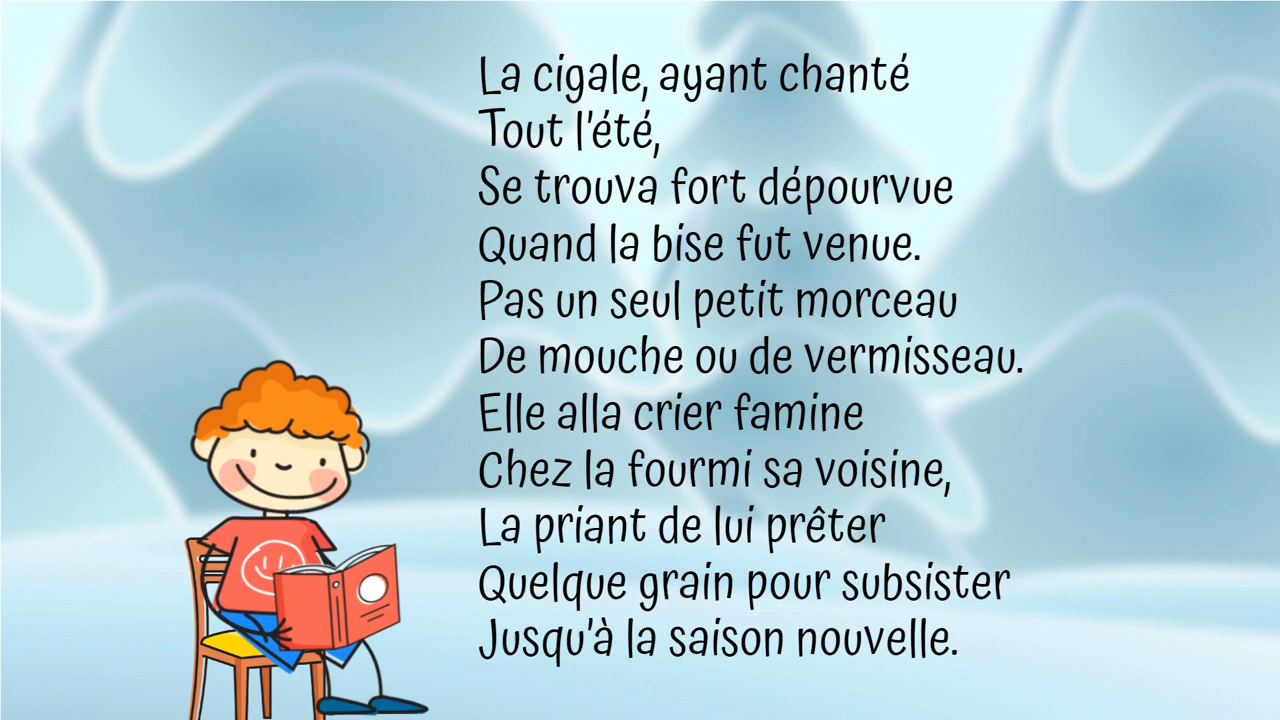 La cigale, ayant chanté
Tout l'été,
Se trouva fort dépourvue
Quand la bise fut venue.
Pas un seul petit morceau
De mouche ou de vermisseau.
Elle alla crier famine
Chez la fourmi sa voisine,
La priant de lui prêter
Quelque grain pour subsister
Jusqu'à la saison nouvelle.